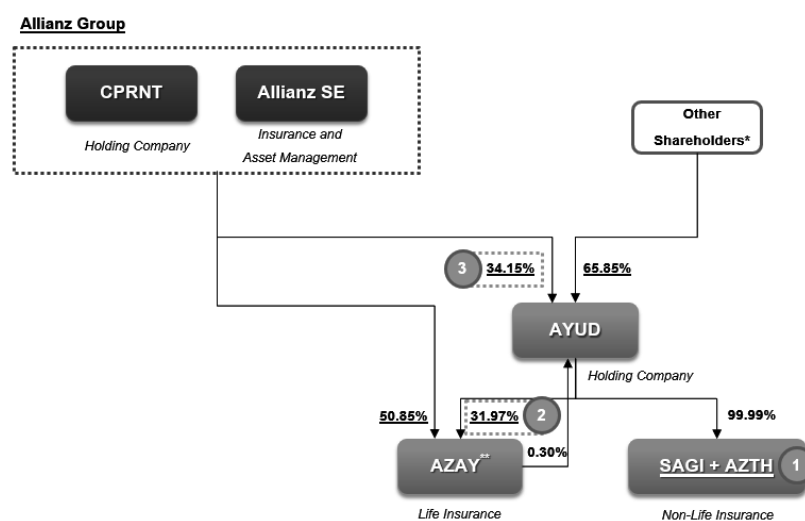 Allianz Group
CPRNT
Allianz SE
Holding Company
Insurance and
Asset Management
Other
Shareholders*
3
34.15%
65.85%
AYUD
Holding Company
50.85%
31.97%
2
99.99%
0.30%
AZAY**
SAGI + AZTH
1
Life Insurance
Non-Life Insurance